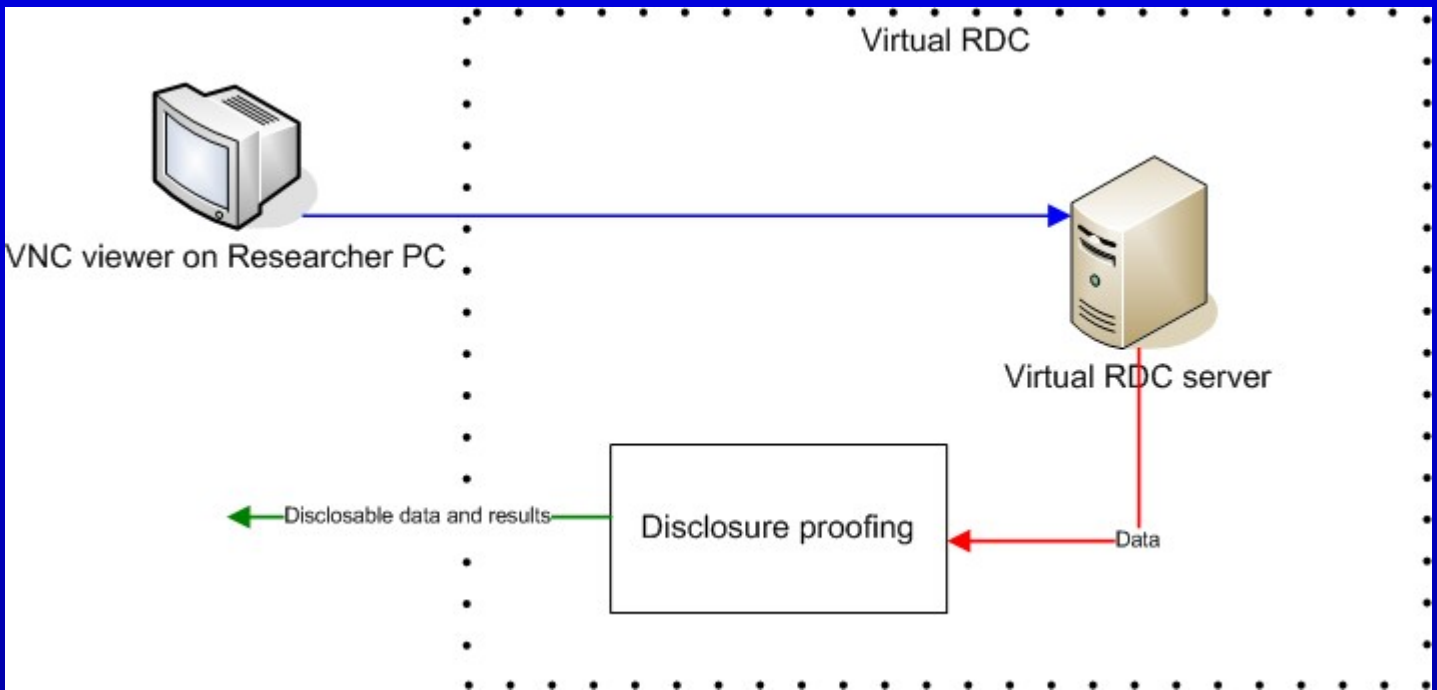 Virtual RDC
VNC viewer on Researcher PC
Virtual RDC server
Disclosable data and results
Disclosure proofing
Data